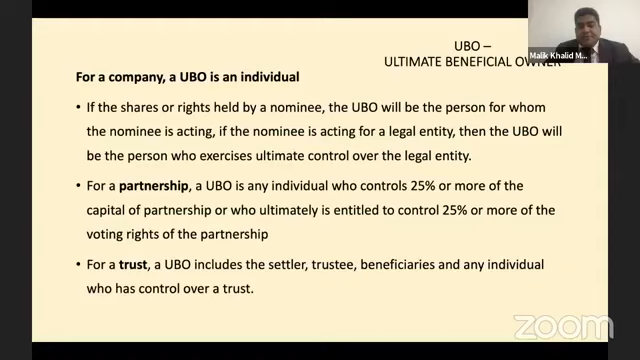 UBO –
ULTIMATE BENEFICIAL OWNER
Malik Khalid M...
For a company, a UBO is an individual
• If the shares or rights held by a nominee, the UBO will be the person for whom
the nominee is acting, if the nominee is acting for a legal entity, then the UBO will
be the person who exercises ultimate control over the legal entity.
• For a partnership, a UBO is any individual who controls 25% or more of the
capital of partnership or who ultimately is entitled to control 25% or more of the
voting rights of the partnership
• For a trust, a UBO includes the settler, trustee, beneficiaries and any individual
who has control over a trust.
zoom